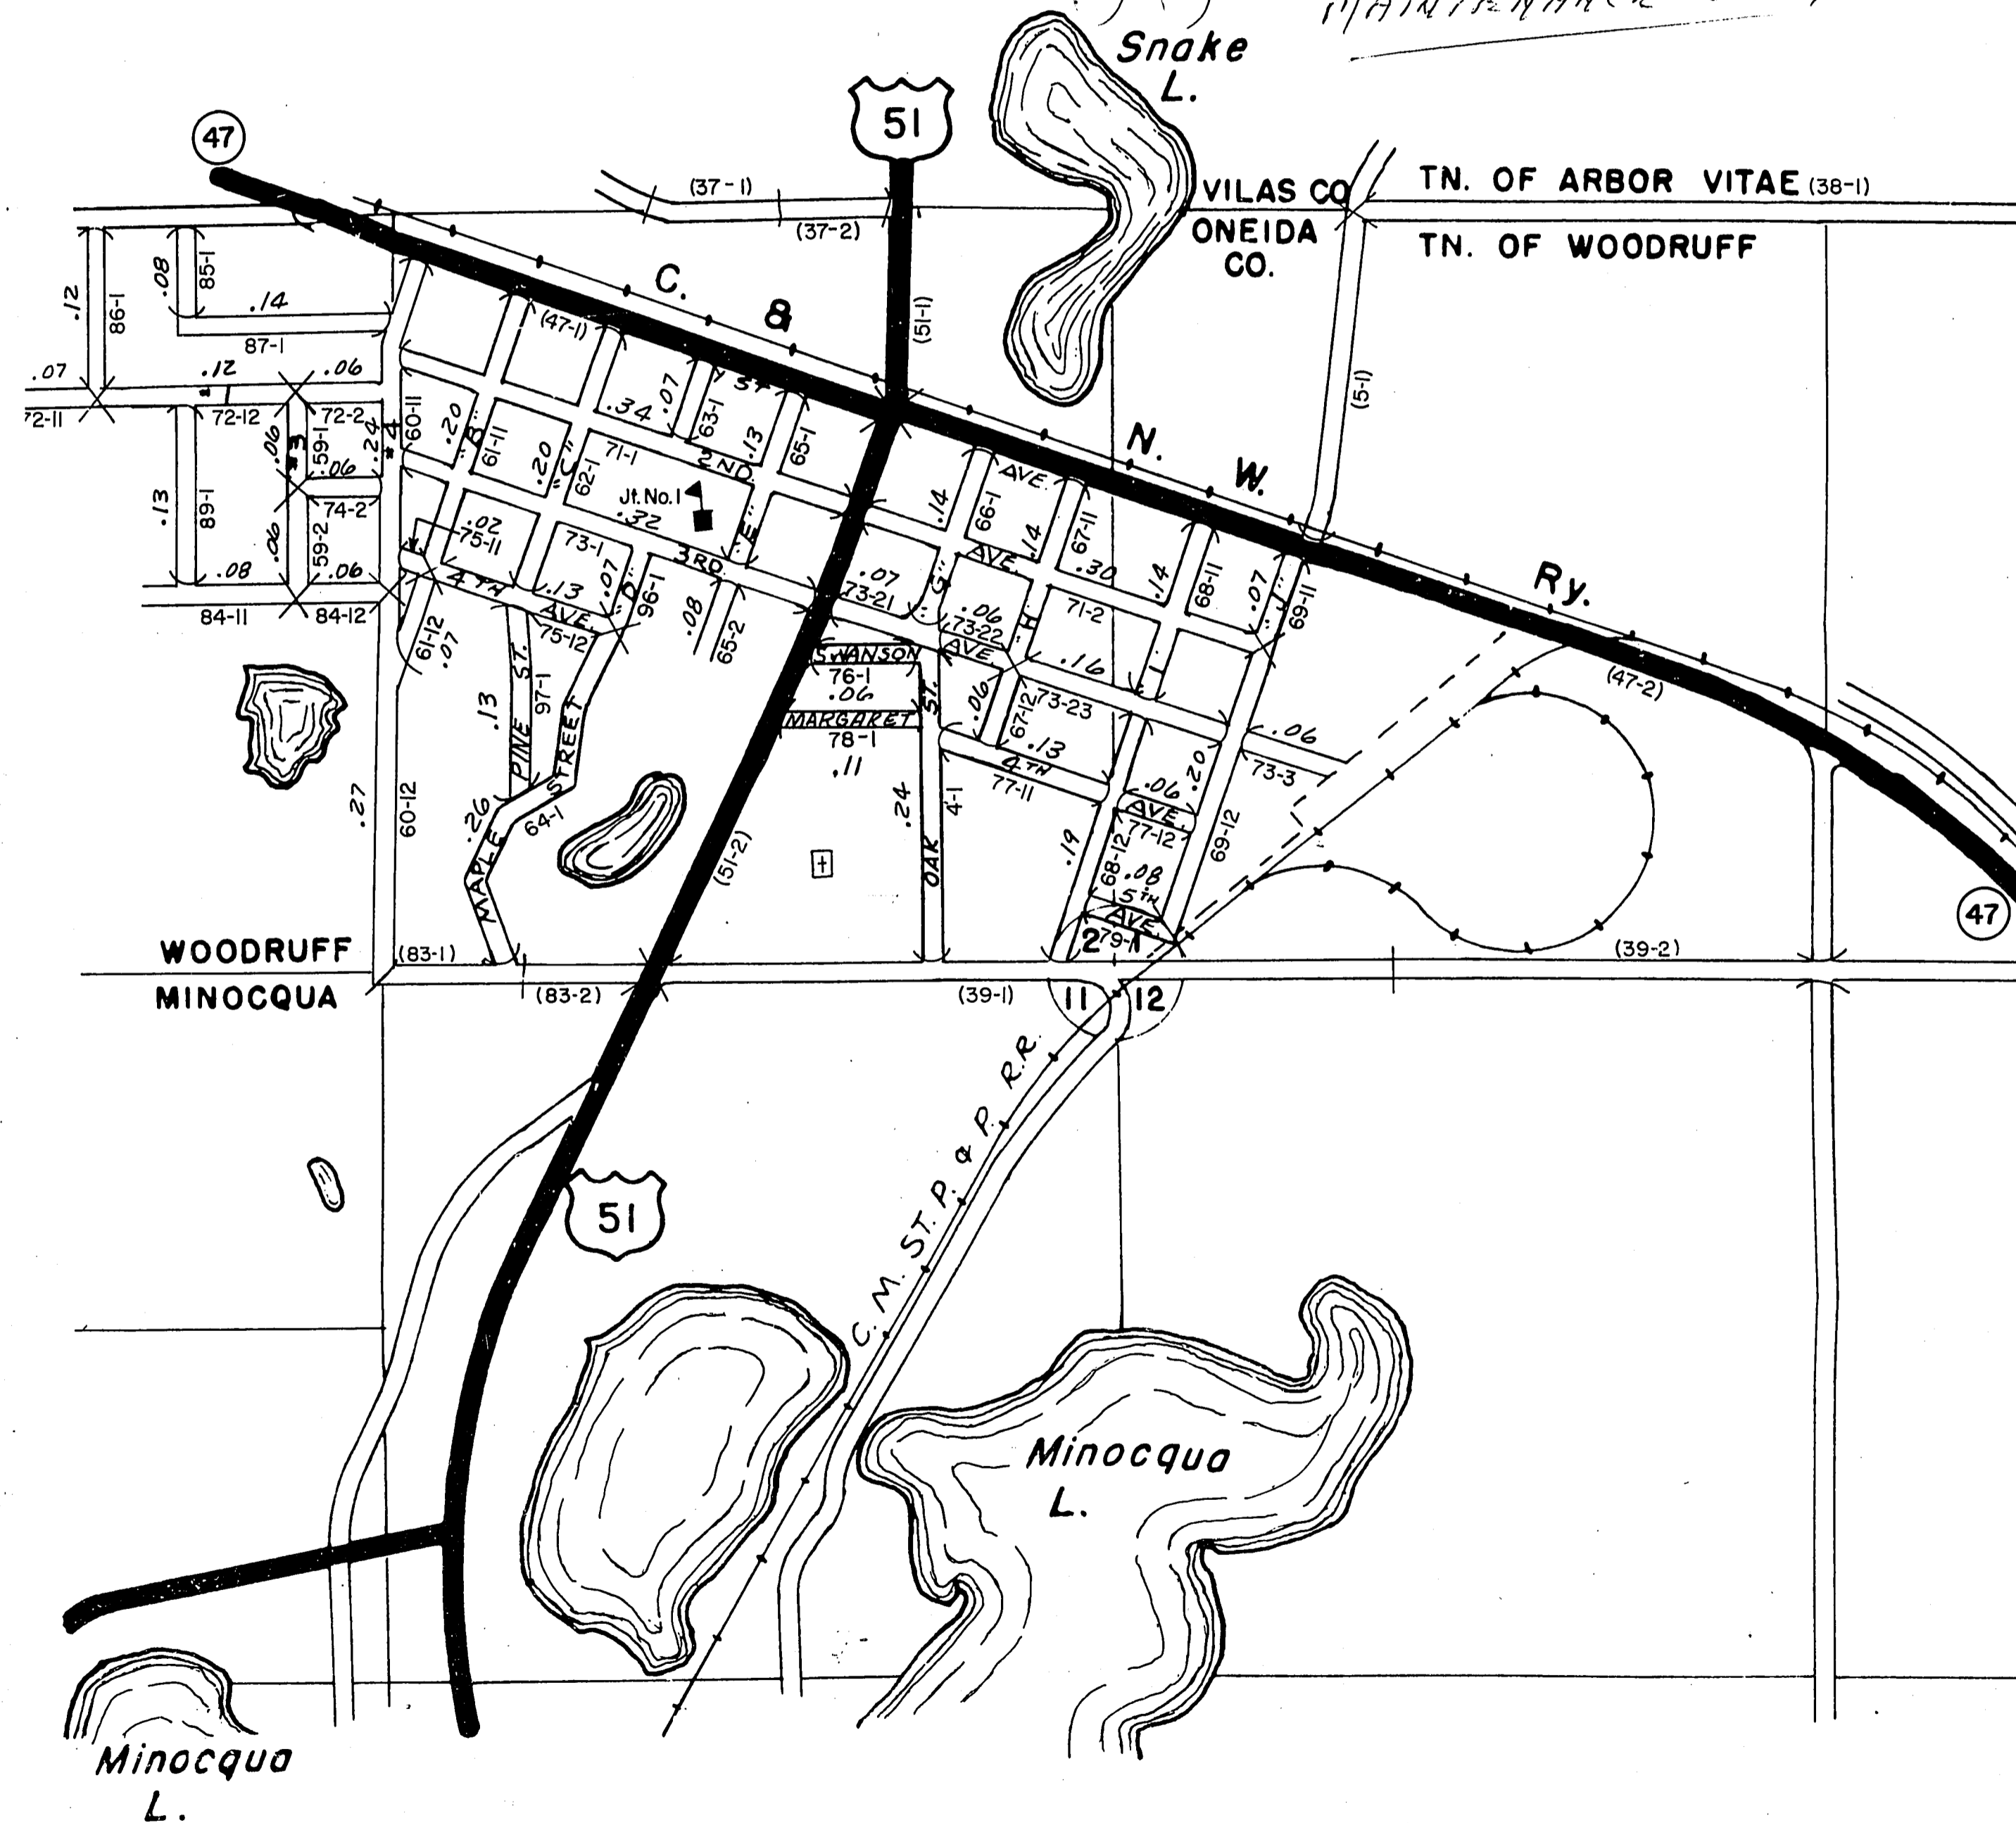 MAINTENANCE
Snake
L.
51
47
(37-1)
VILAS CO
TN. OF ARBOR VITAE (38-1)
(37-2)
ONEIDA
CO.
TN. OF WOODRUFF
.12
86-1
.08
85-1
.14
87-1
C. & N. W. Ry.
(47-1)
(51-1)
(5-1)
.07
72-11
.12
72-12
.06
72-2
.24
#4
60-11
.20
"B"
61-11
.20
"C"
62-1
.34
.07
63-1
1ST
.13
65-1
71-1
2ND
.06
#3
59-1
.06
74-2
.13
89-1
.06
59-2
.08
84-11
.06
84-12
Jt. No. 1
.32
"E"
3RD
.02
75-11
73-1
.13
.07
"D"
96-1
4TH
AVE.
75-12
.08
65-2
61-12
.07
AVE.
.14
66-1
.14
67-11
AVE.
.30
71-2
.14
68-11
.07
"J"
69-11
.07
73-21
"G"
.06
73-22
AVE
"H"
.16
I
73-23
SWANSON
76-1
.06
MARGARET
78-1
.11
ST.
.24
OAK
4-1
.06
67-12
.13
4TH
77-11
.06
73-3
.06
AVE.
77-12
.20
69-12
.19
68-12
.08
5TH
AVE.
79-1
2
1
(47-2)
47
.13
PINE ST.
97-1
.26
MAPLE STREET
64-1
.27
60-12
(51-2)
WOODRUFF
(83-1)
(39-2)
MINOCQUA
(83-2)
(39-1)
11
12
C. M. ST. P. & P. R.R.
51
Minocqua
L.
Minocqua
L.